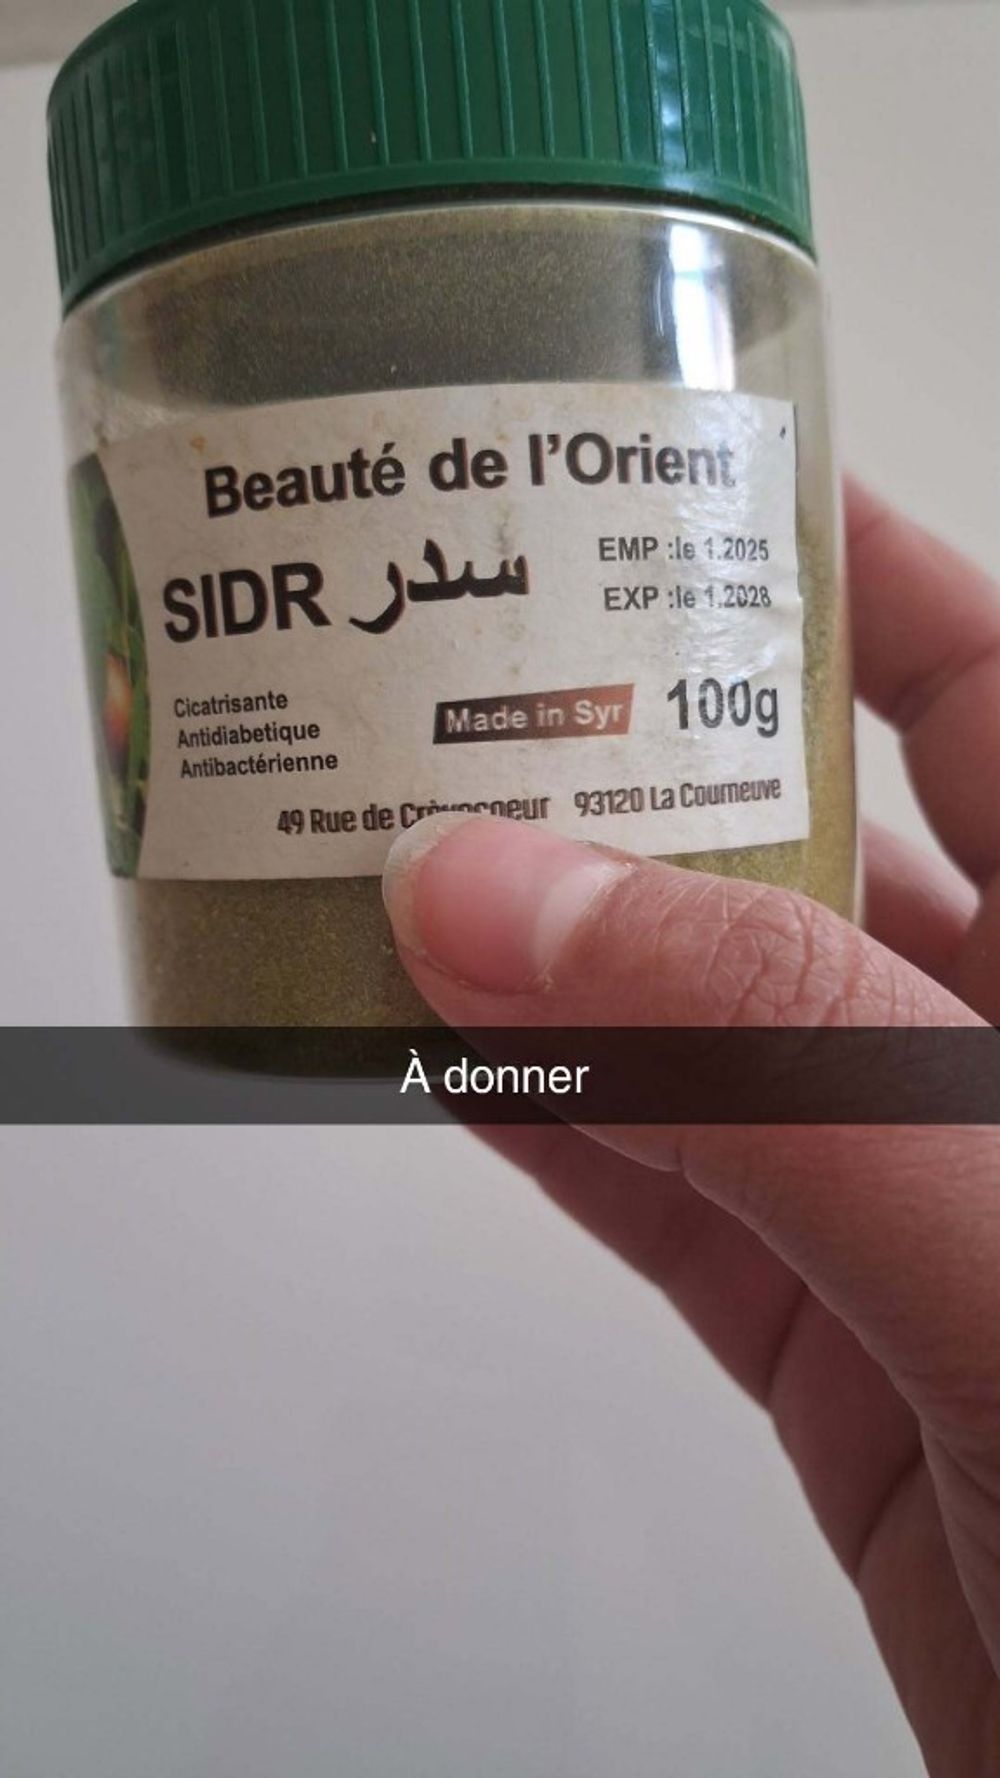 Beauté de l'Orient
SIDR سدر
EMP :le 1.2025
EXP :le 1.2028
Cicatrisante
Antidiabetique
Antibactérienne
Made in Syr
100g
49 Rue de 93120 La Courneuve
À donner